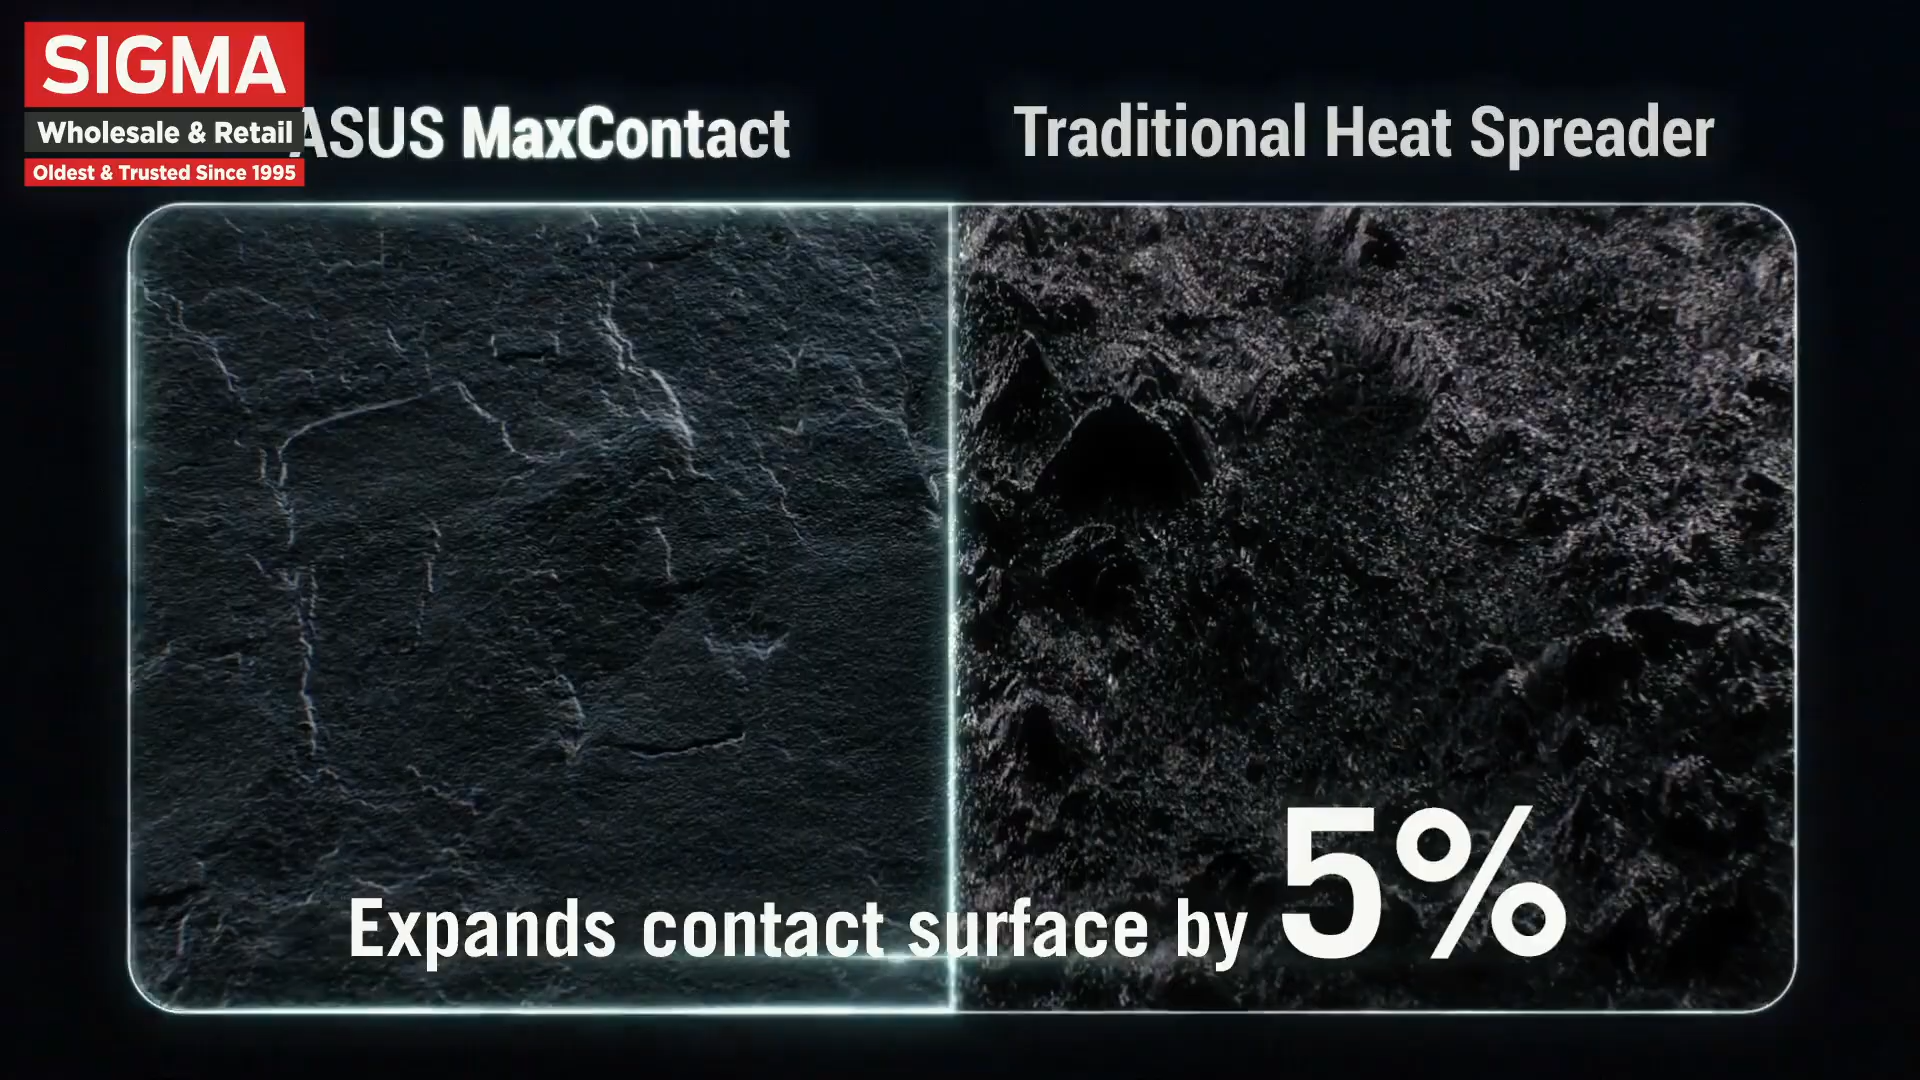 SIGMA
Wholesale & Retail
Oldest & Trusted Since 1995
ASUS MaxContact
Traditional Heat Spreader
Expands contact surface by 5%